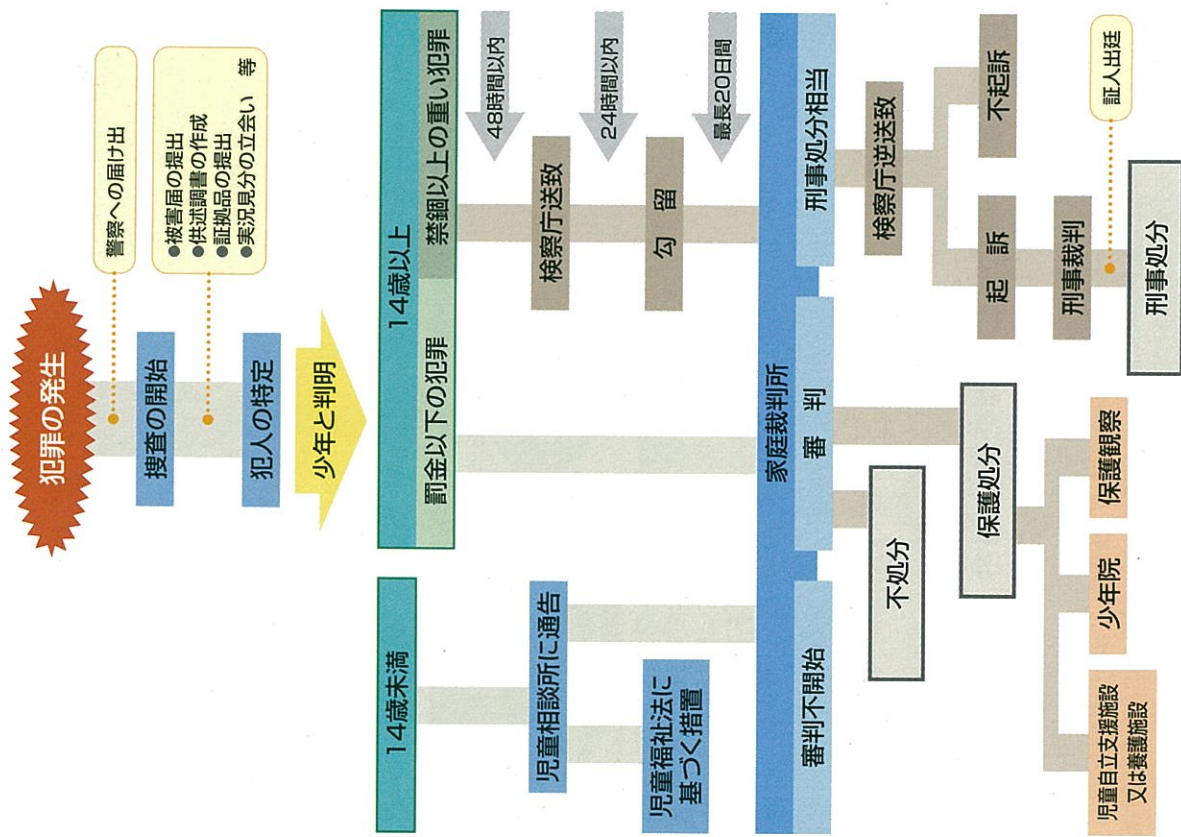 犯罪の発生
警察への届け出
捜査の開始
●被害届の提出
●供述調書の作成
●証拠品の提出
●実況見分の立会い 等
犯人の特定
少年と判明
14歳未満
14歳以上
罰金以下の犯罪
禁錮以上の重い犯罪
48時間以内
児童相談所に通告
検察庁送致
24時間以内
児童福祉法に
基づく措置
勾留
最長20日間
家庭裁判所
審判不開始
審判
刑事処分相当
不処分
検察庁逆送致
保護処分
起訴
不起訴
児童自立支援施設
又は養護施設
少年院
保護観察
刑事裁判
証人出廷
刑事処分